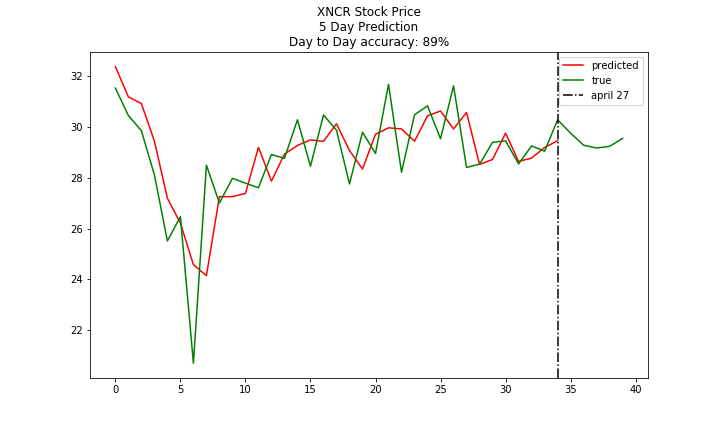 XNCR Stock Price
5 Day Prediction
Day to Day accuracy: 89%
predicted
true
april 27
32
30
28
26
24
22
0 5 10 15 20 25 30 35 40